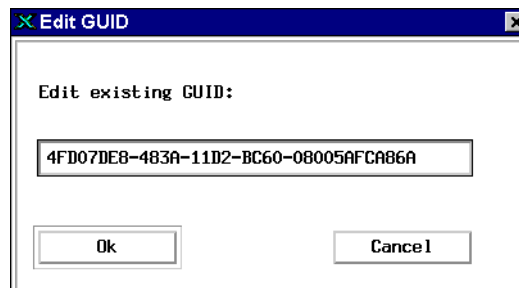 Edit GUID
Edit existing GUID:
4FD07DE8-483A-11D2-BC60-08005AFCA86A
Ok
Cancel